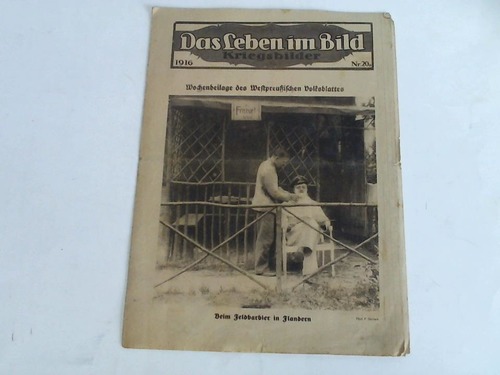 Das Leben im Bild
Kriegsbilder
1916
Nr. 20.
Wochenbeilage des Westpreußischen Volksblattes
Beim Feldbarbier in Flandern